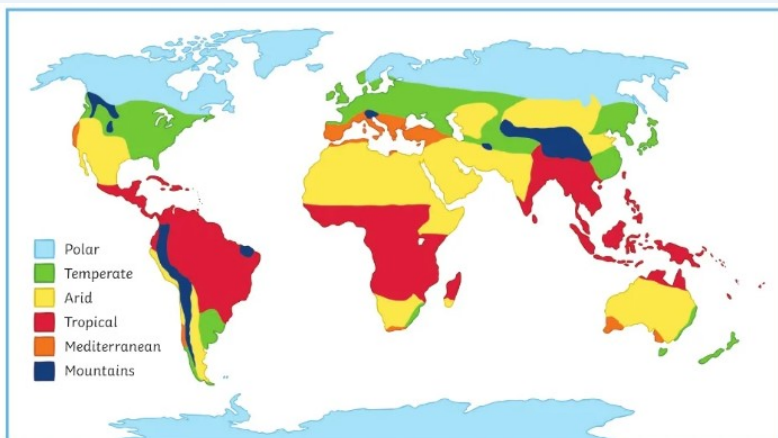 Polar
Temperate
Arid
Tropical
Mediterranean
Mountains